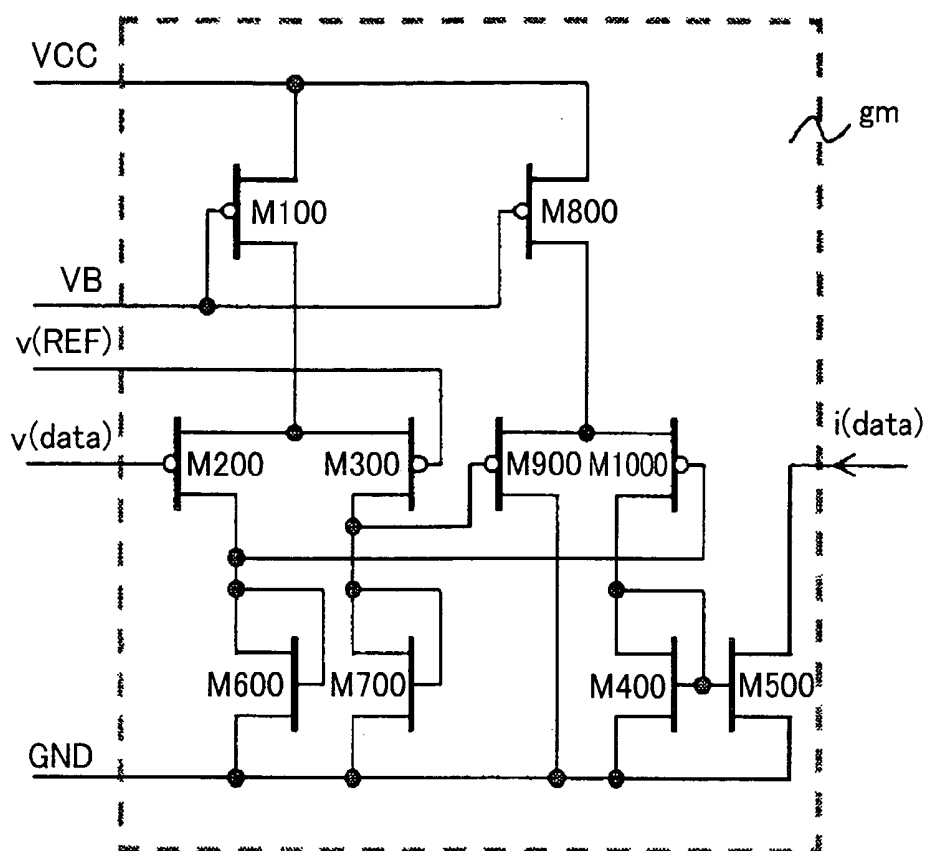 VCC
gm
M100
M800
VB
v(REF)
v(data)
i(data)
M200
M300
M900
M1000
M600
M700
M400
M500
GND